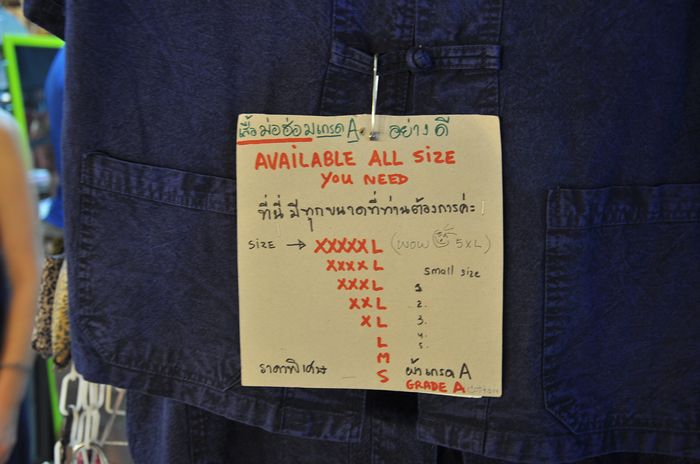 เสื้อม่อฮ่อมเกรด A. อย่างดี
AVAILABLE ALL SIZE
YOU NEED
ที่นี่ มีทุกขนาดที่ท่านต้องการค่ะ
SIZE → XXXXXL (WOW 5XL)
XXXXL
small size
XXXL 1
XXL 2.
XL 3.
L 4.
5.
M
S
ราคาพิเศษ
ผ้าเกรด A
GRADE A